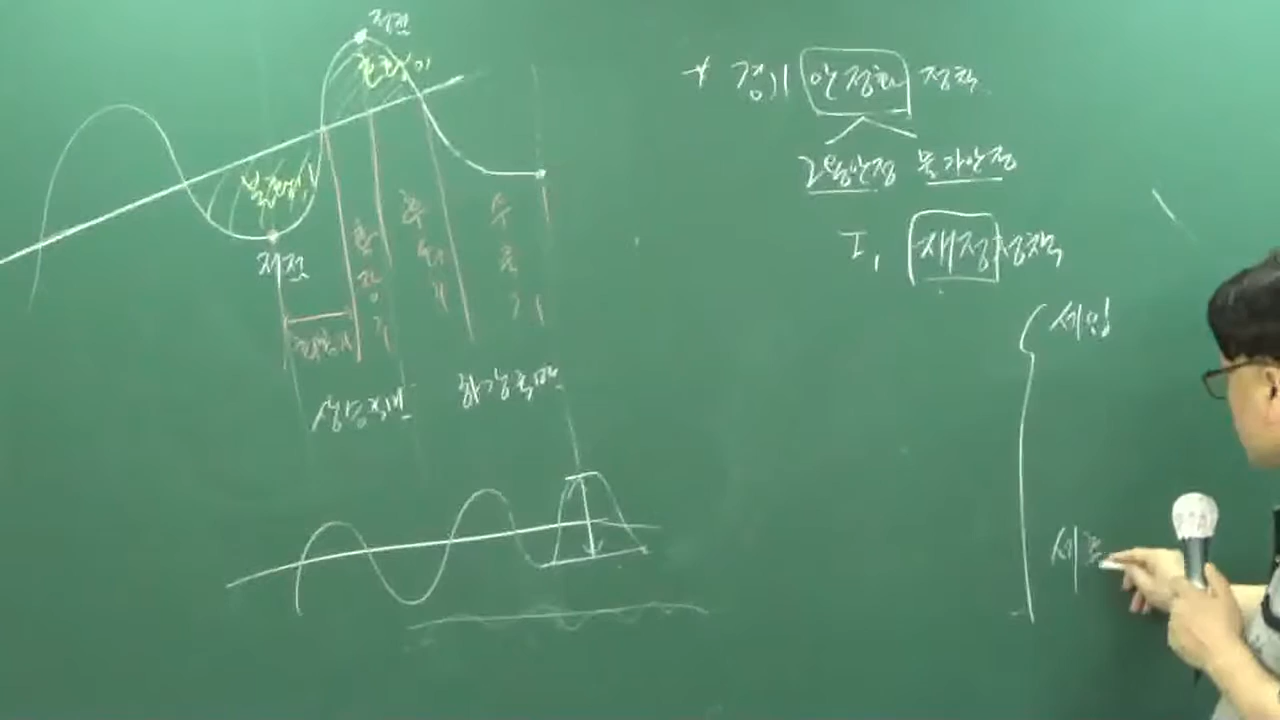 정점
호황기
불황기
저점
회복기
확장기
후퇴기
수축기
상승국면
하강국면
* 경기 안정화 정책
고용안정 물가안정
I, 재정정책
세입
세출